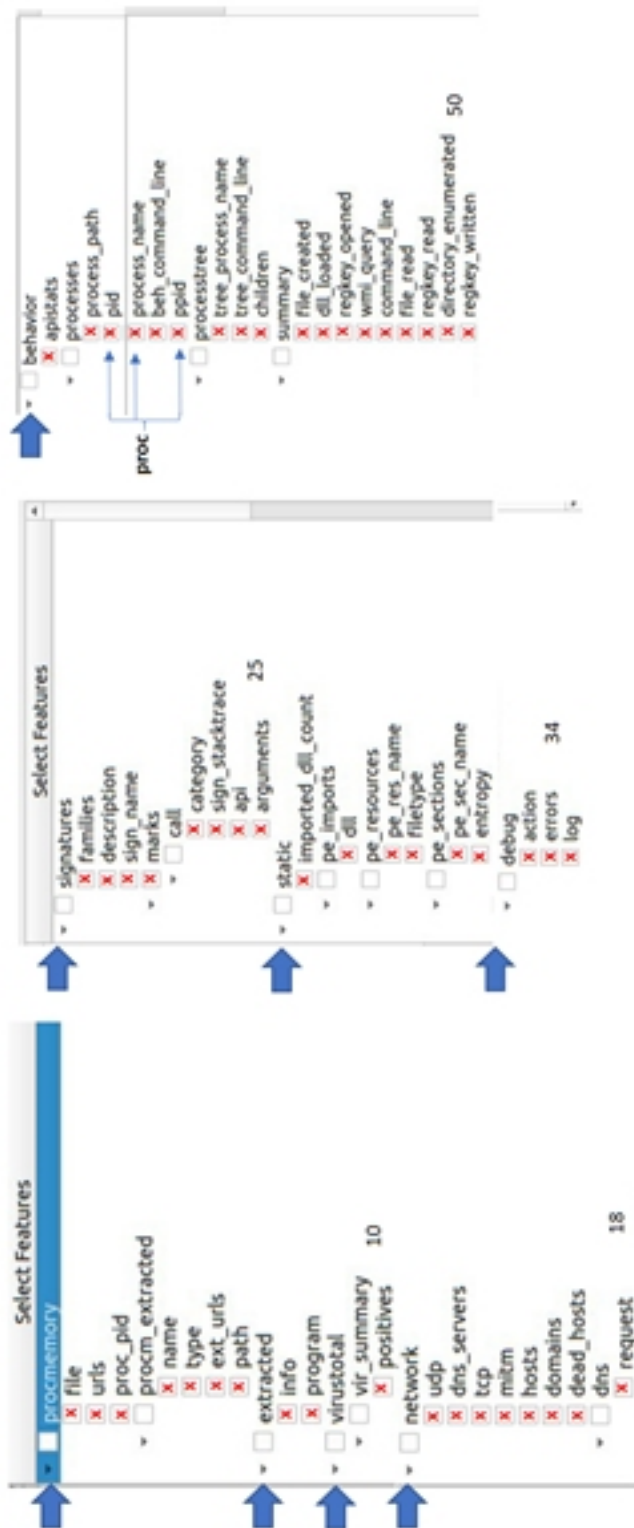 Select Features
procmemory
file
urls
proc_pid
procm_extracted
name
type
ext_urls
path
extracted
info
program
virustotal
vir_summary
positives 10
network
udp
dns_servers
tcp
mitm
hosts
domains
dead_hosts
dns
request 18
Select Features
signatures
families
description
sign_name
marks
call
category
sign_stacktrace
api
arguments 25
static
imported_dll_count
pe_imports
dll
pe_resources
pe_res_name
filetype
pe_sections
pe_sec_name
entropy
debug
action
errors 34
log
behavior
apistats
processes
process_path
pid
proc
process_name
beh_command_line
ppid
processtree
tree_process_name
tree_command_line
children
summary
file_created
dll_loaded
regkey_opened
wmi_query
command_line
file_read
regkey_read
directory_enumerated 50
regkey_written